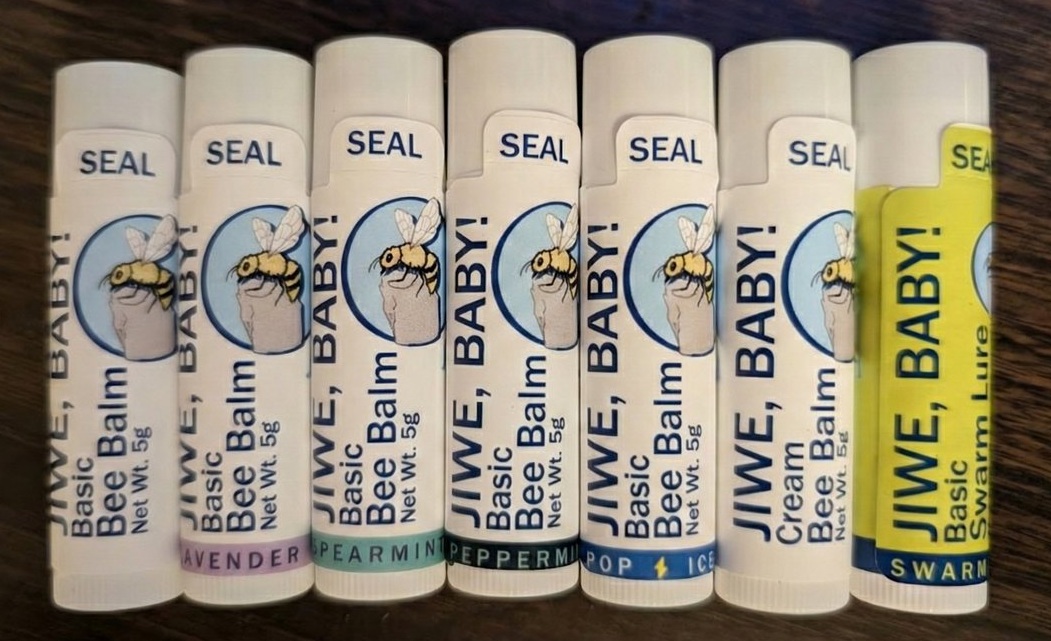 SEAL
JIWE, BABY!
Basic
Bee Balm
Net Wt. 5g
SEAL
JIWE, BABY!
Basic
Bee Balm
Net Wt. 5g
AVENDER
SEAL
JIWE, BABY!
Basic
Bee Balm
Net Wt. 5g
SPEARMINT
SEAL
JIWE, BABY!
Basic
Bee Balm
Net Wt. 5g
PEPPERMI
SEAL
JIWE, BABY!
Basic
Bee Balm
Net Wt. 5g
POP ICE
SEAL
JIWE, BABY!
Cream
Bee Balm
Net Wt. 5g
SEA
JIWE, BABY!
Basic
Swarm Lure
SWARM